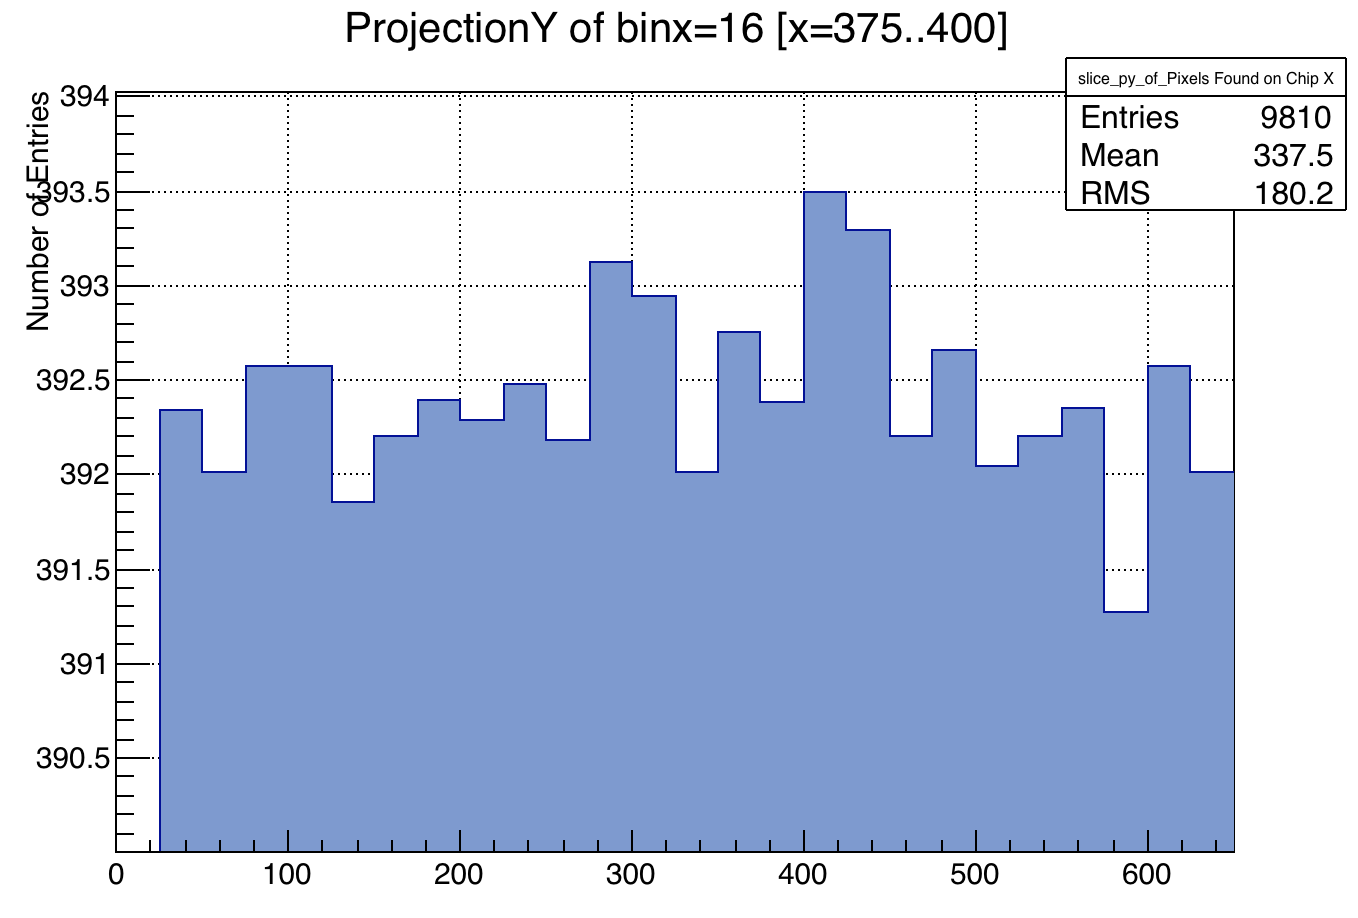 ProjectionY of binx=16 [x=375..400]
slice_py_of_Pixels Found on Chip X
Entries 9810
Mean 337.5
RMS 180.2
Number of Entries
394
393.5
393
392.5
392
391.5
391
390.5
0 100 200 300 400 500 600